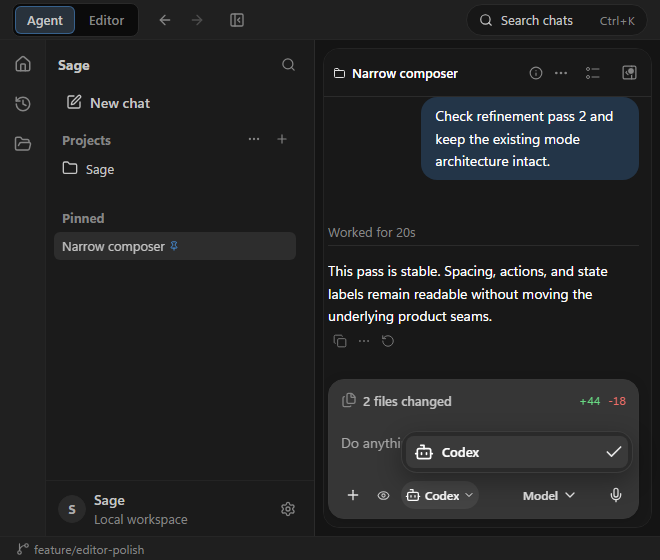 Agent
Editor
Search chats
Ctrl+K
Sage
New chat
Projects
Sage
Pinned
Narrow composer
Sage
Local workspace
S
Narrow composer
Check refinement pass 2 and
keep the existing mode
architecture intact.
Worked for 20s
This pass is stable. Spacing, actions, and state
labels remain readable without moving the
underlying product seams.
2 files changed
+44 -18
Do anythi
Codex
Codex
Model
feature/editor-polish